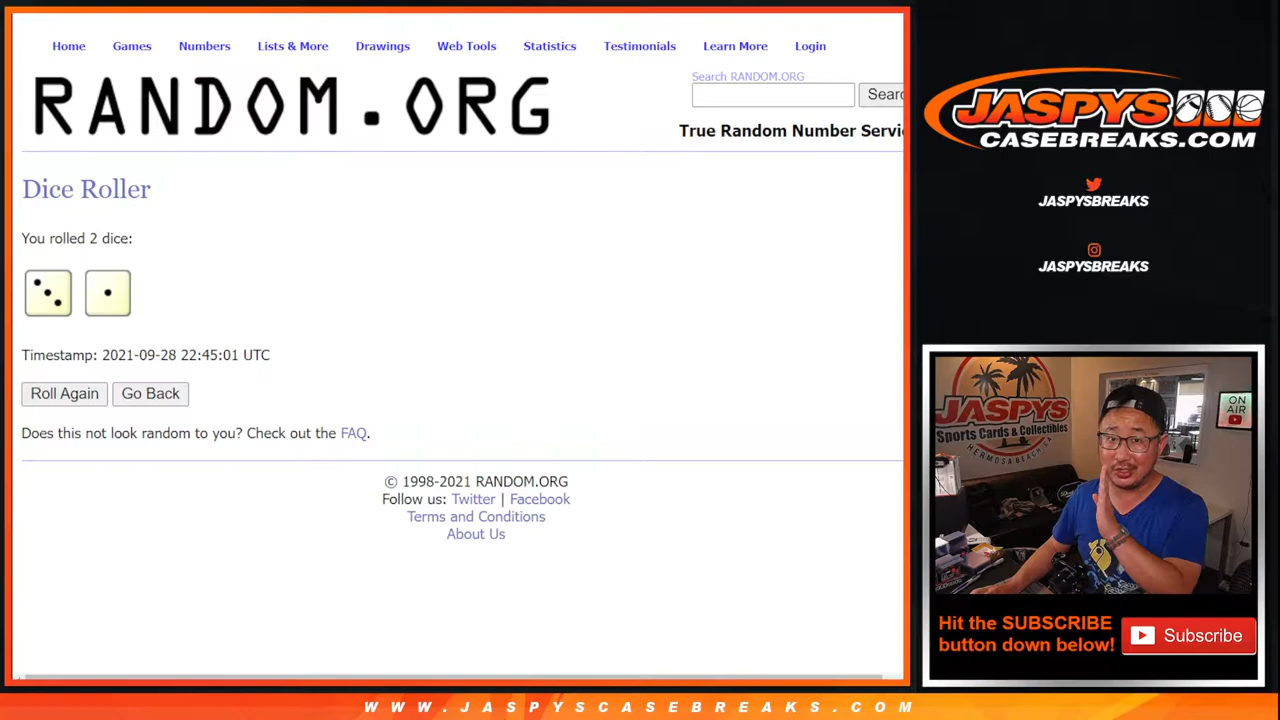 Home Games Numbers Lists & More Drawings Web Tools Statistics Testimonials Learn More Login
RANDOM.ORG
Search RANDOM.ORG
Searc
True Random Number Servi
Dice Roller
You rolled 2 dice:
Timestamp: 2021-09-28 22:45:01 UTC
Roll Again Go Back
Does this not look random to you? Check out the FAQ.
© 1998-2021 RANDOM.ORG
Follow us: Twitter | Facebook
Terms and Conditions
About Us
JASPYS
CASEBREAKS.COM
JASPYSBREAKS
JASPYSBREAKS
JASPYS
Sports Cards & Collectibles
HERMOSA BEACH, CA
ON
AIR
Hit the SUBSCRIBE
button down below!
Subscribe
WWW.JASPYSCASEBREAKS.COM